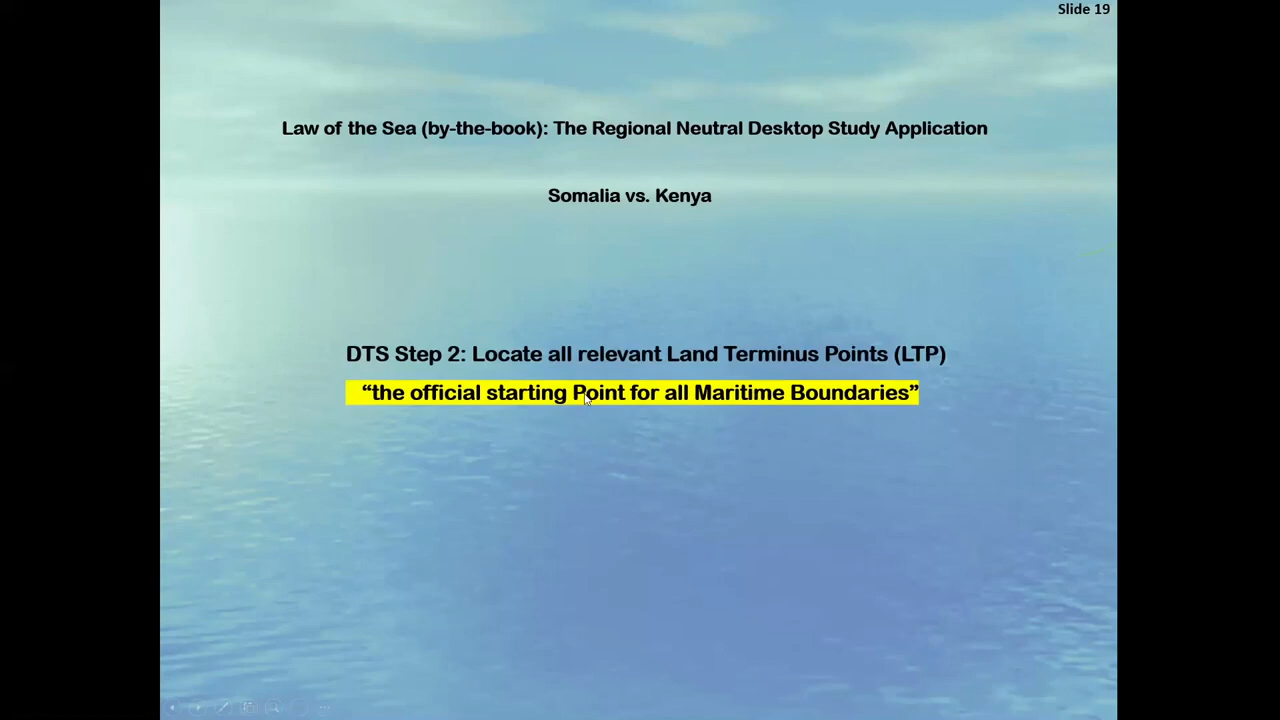 Slide 19
Law of the Sea (by-the-book): The Regional Neutral Desktop Study Application
Somalia vs. Kenya
DTS Step 2: Locate all relevant Land Terminus Points (LTP)
“the official starting Point for all Maritime Boundaries”